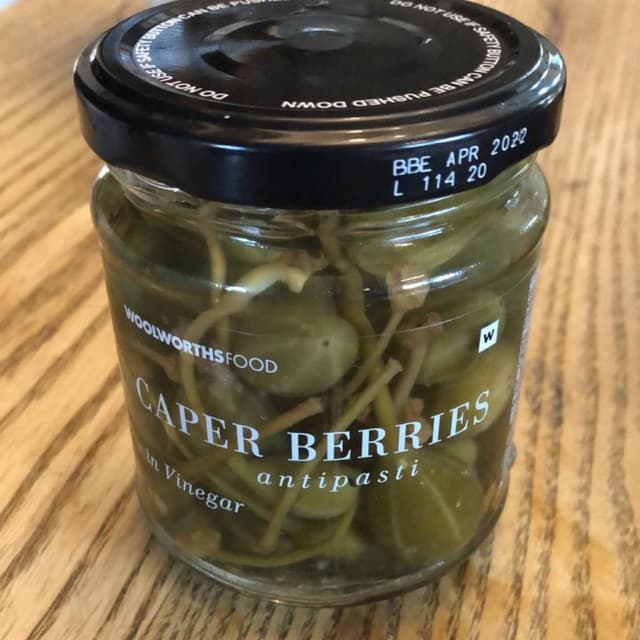 DO NOT USE IF SAFETY BUTTON CAN BE PUSHED DOWN
BBE APR 2022
L 114 20
WOOLWORTHSFOOD
W
CAPER BERRIES
antipasti
in Vinegar